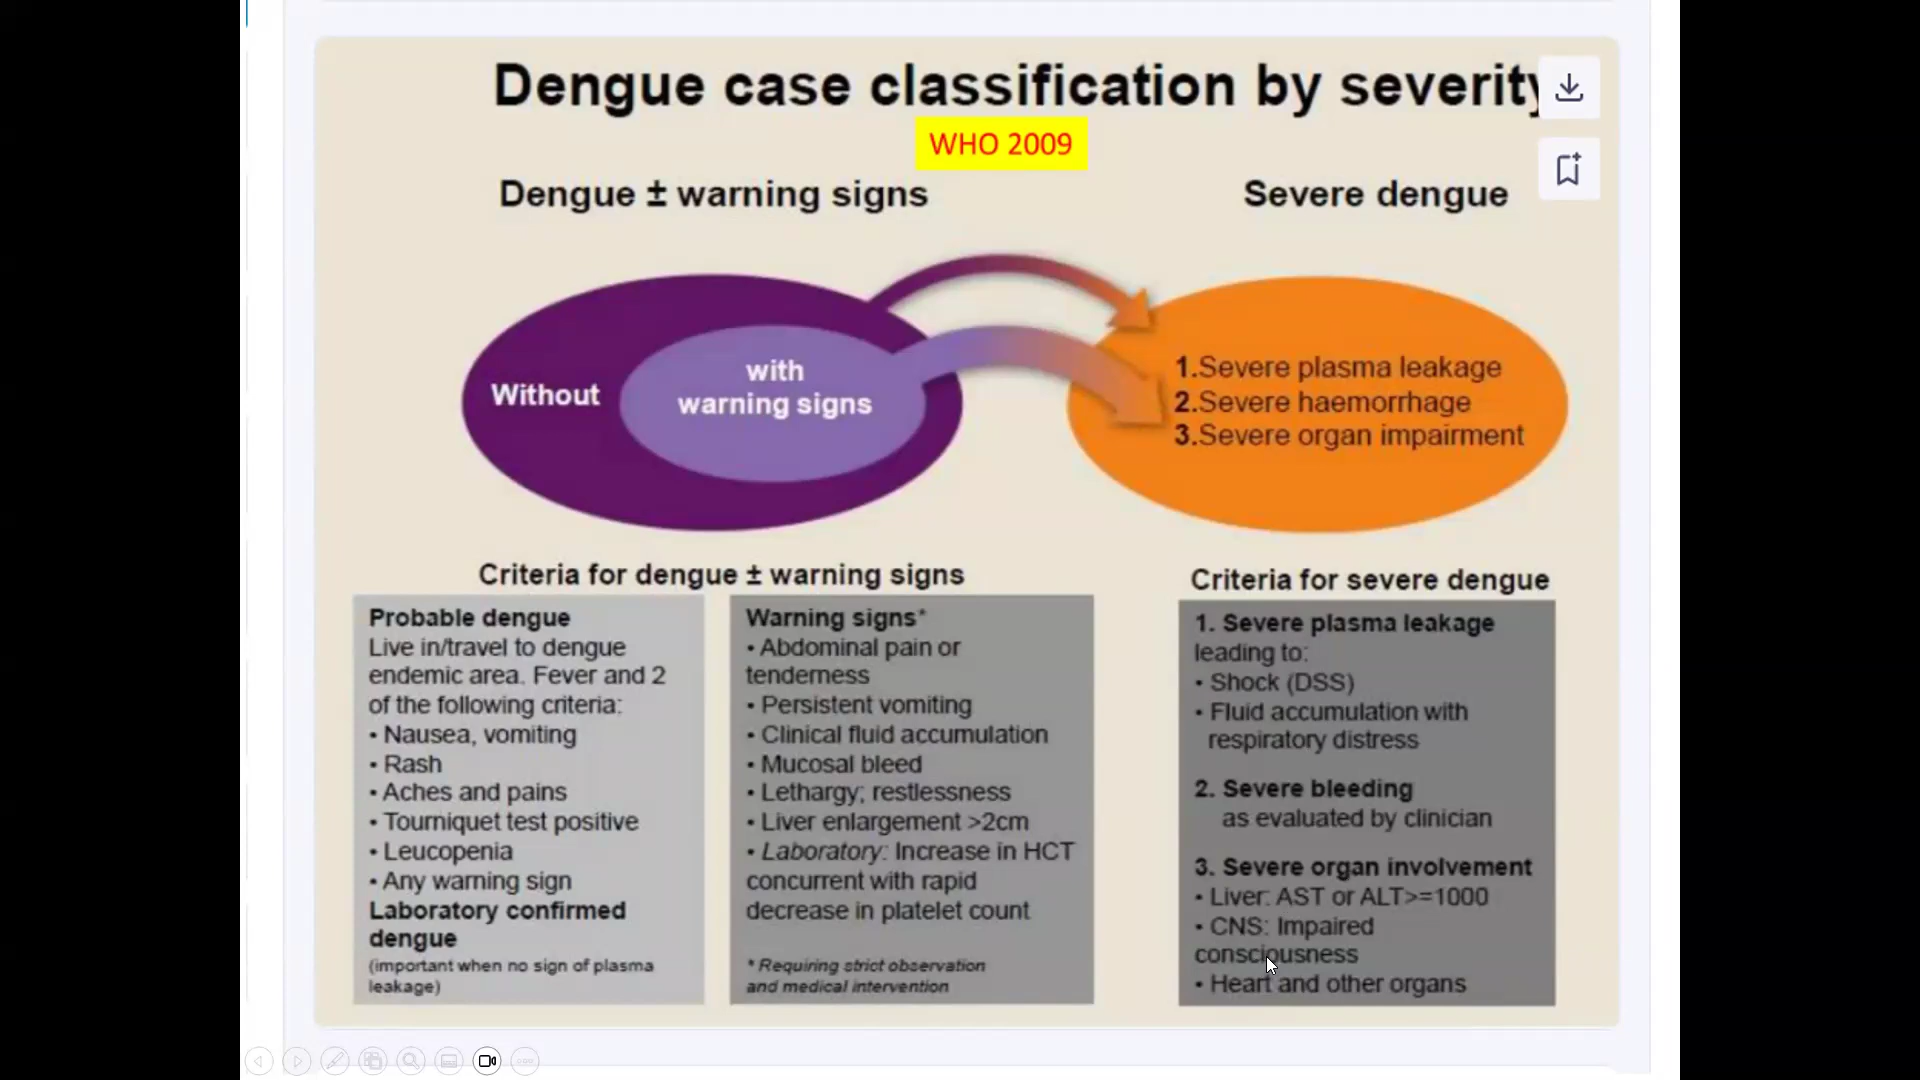 Dengue case classification by severity
WHO 2009
Dengue ± warning signs
Severe dengue
Without
with
warning signs
1.Severe plasma leakage
2.Severe haemorrhage
3.Severe organ impairment
Criteria for dengue ± warning signs
Probable dengue
Live in/travel to dengue
endemic area. Fever and 2
of the following criteria:
• Nausea, vomiting
• Rash
• Aches and pains
• Tourniquet test positive
• Leucopenia
• Any warning sign
Laboratory confirmed
dengue
(important when no sign of plasma
leakage)
Warning signs*
• Abdominal pain or
tenderness
• Persistent vomiting
• Clinical fluid accumulation
• Mucosal bleed
• Lethargy; restlessness
• Liver enlargement >2cm
• Laboratory: Increase in HCT
concurrent with rapid
decrease in platelet count
* Requiring strict observation
and medical intervention
Criteria for severe dengue
1. Severe plasma leakage
leading to:
• Shock (DSS)
• Fluid accumulation with
respiratory distress
2. Severe bleeding
as evaluated by clinician
3. Severe organ involvement
• Liver: AST or ALT>=1000
• CNS: Impaired
consciousness
• Heart and other organs